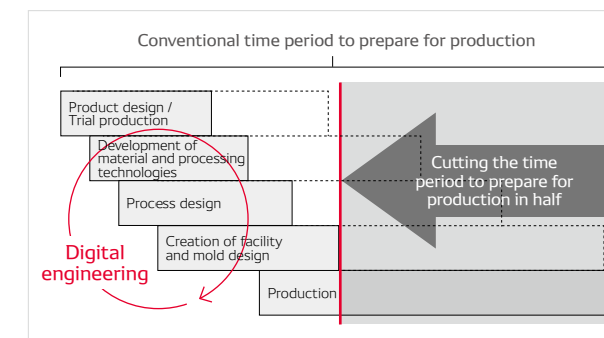 Conventional time period to prepare for production
Product design /
Trial production
Development of
material and processing
technologies
Process design
Creation of facility
and mold design
Production
Digital
engineering
Cutting the time
period to prepare for
production in half